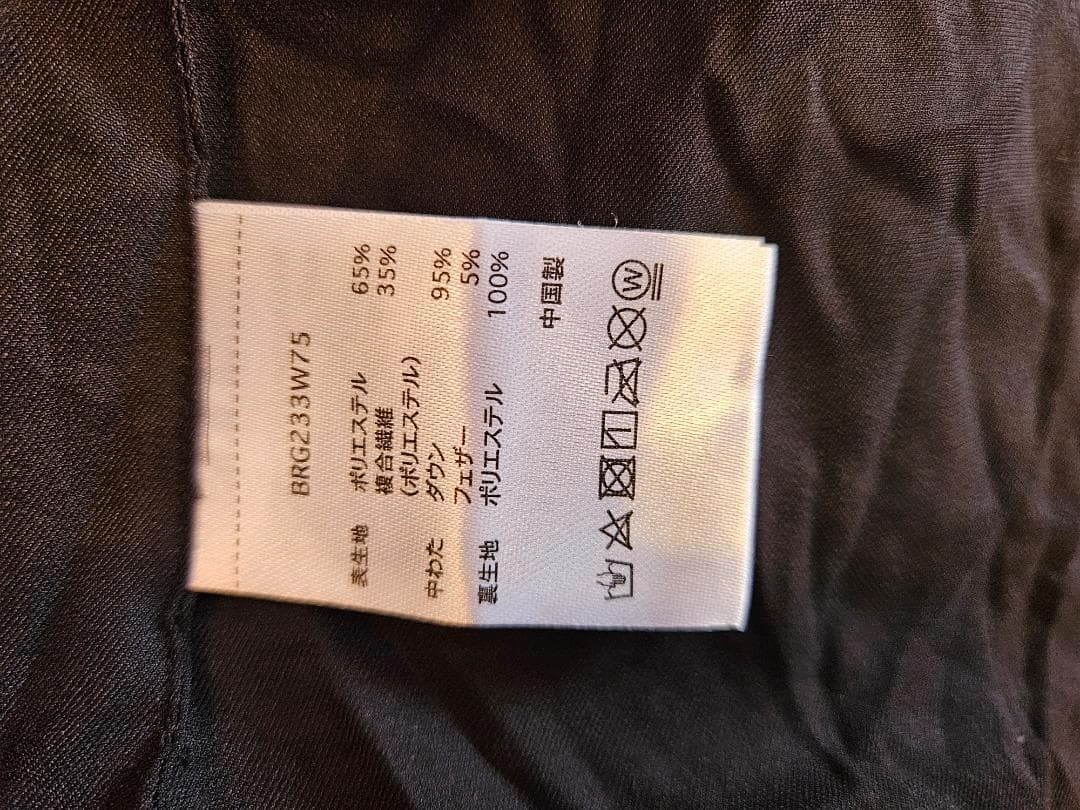 BRG233W75
表生地 ポリエステル 65%
複合繊維 35%
(ポリエステル)
中わた ダウン 95%
フェザー 5%
裏生地 ポリエステル 100%
中国製
W